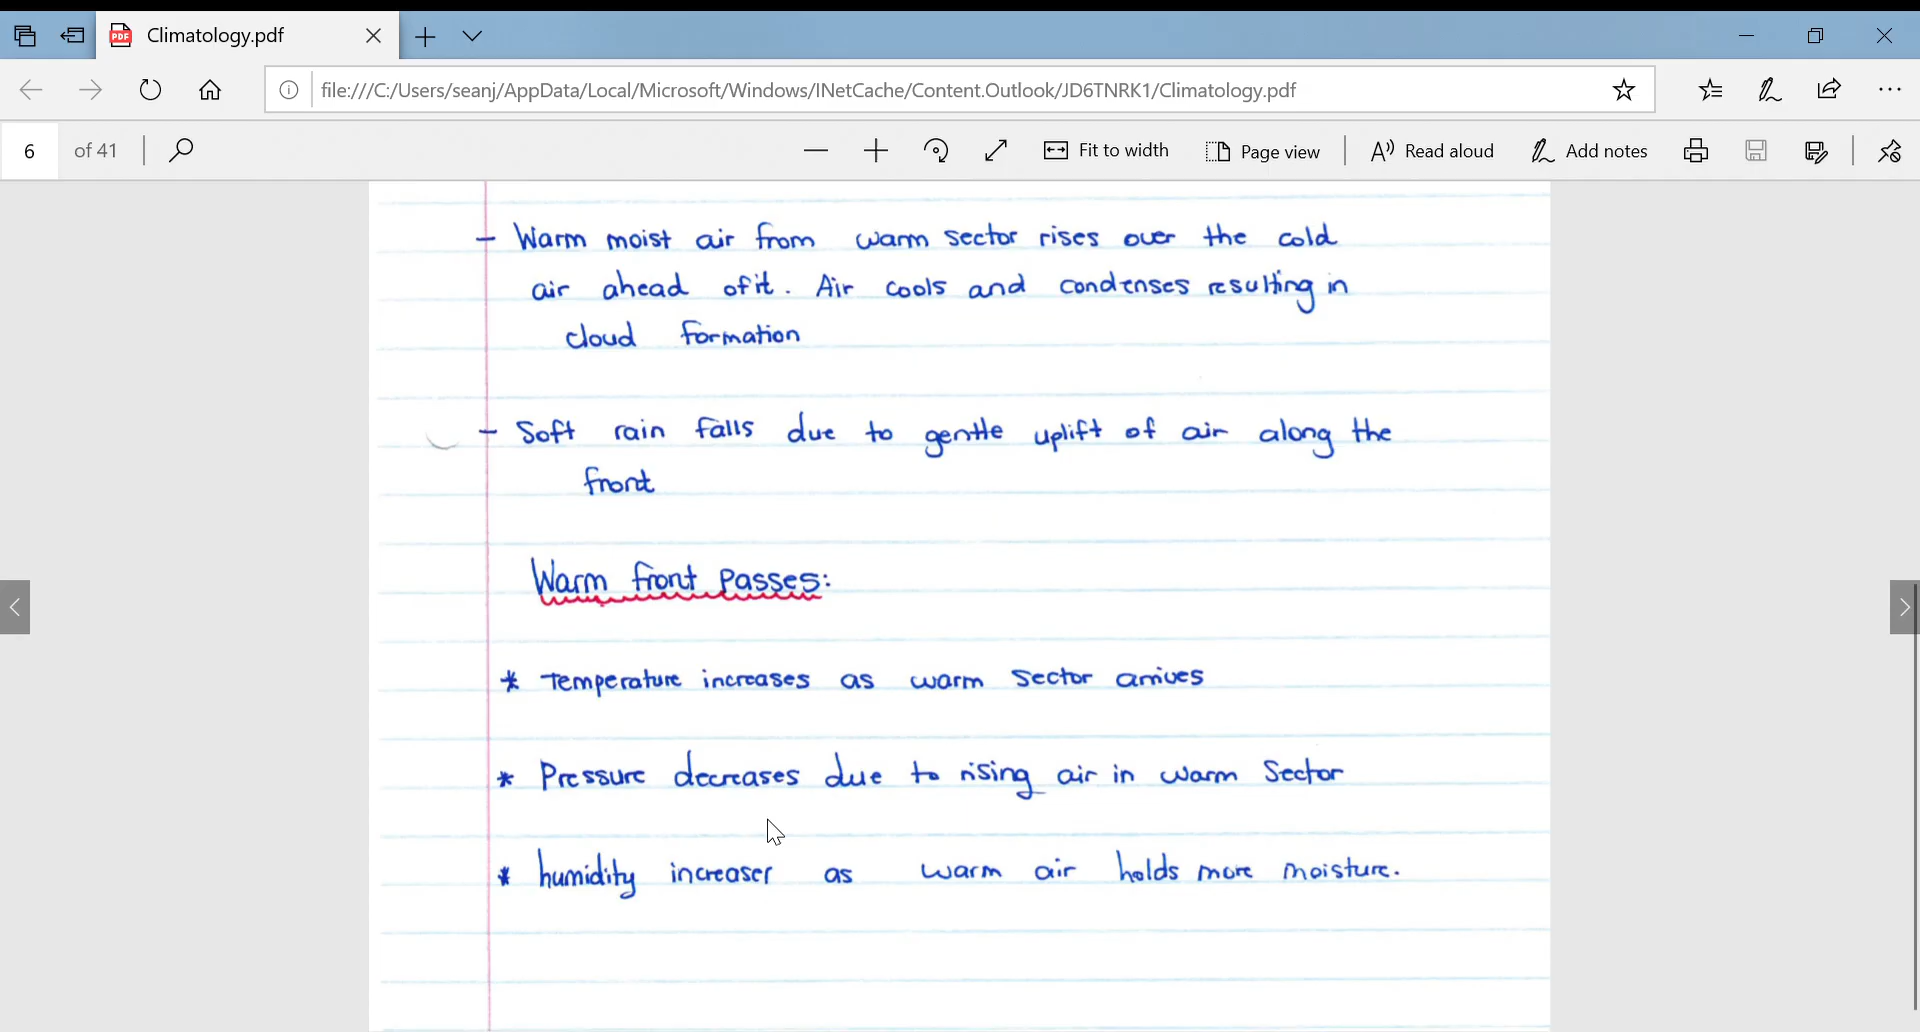 Climatology.pdf
file:///C:/Users/seanj/AppData/Local/Microsoft/Windows/INetCache/Content.Outlook/JD6TNRK1/Climatology.pdf
6 of 41 Fit to width Page view Read aloud Add notes
- Warm moist air from warm sector rises over the cold
air ahead of it. Air cools and condenses resulting in
cloud formation
- Soft rain falls due to gentle uplift of air along the
front
Warm front passes:
* Temperature increases as warm sector arrives
* Pressure decreases due to rising air in warm Sector
* humidity increases as warm air holds more moisture.